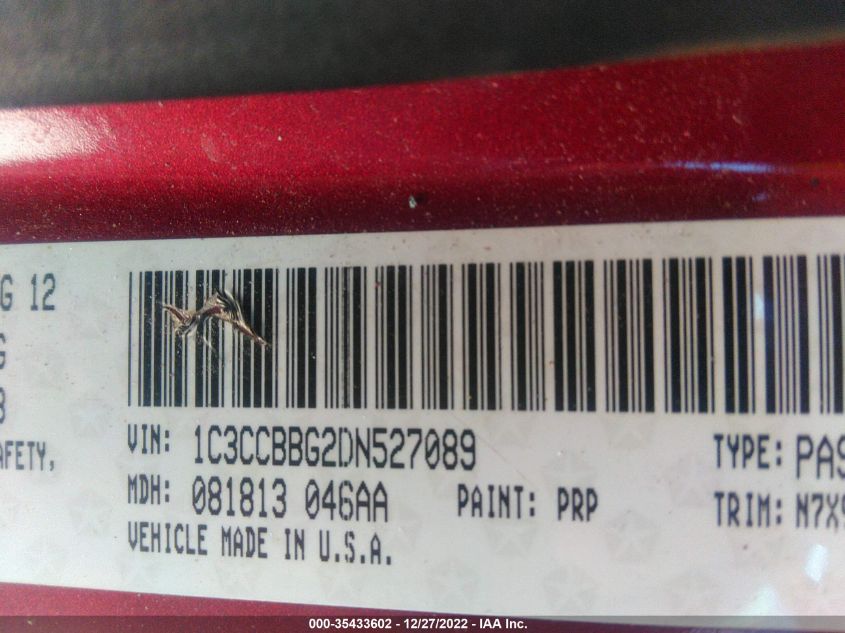 G 12
G
8
AFETY,
VIN: 1C3CCBBG2DN527089
TYPE: PAS
MDH: 081813 046AA
PAINT: PRP
TRIM: N7X9
VEHICLE MADE IN U.S.A.
000-35433602 - 12/27/2022 - IAA Inc.